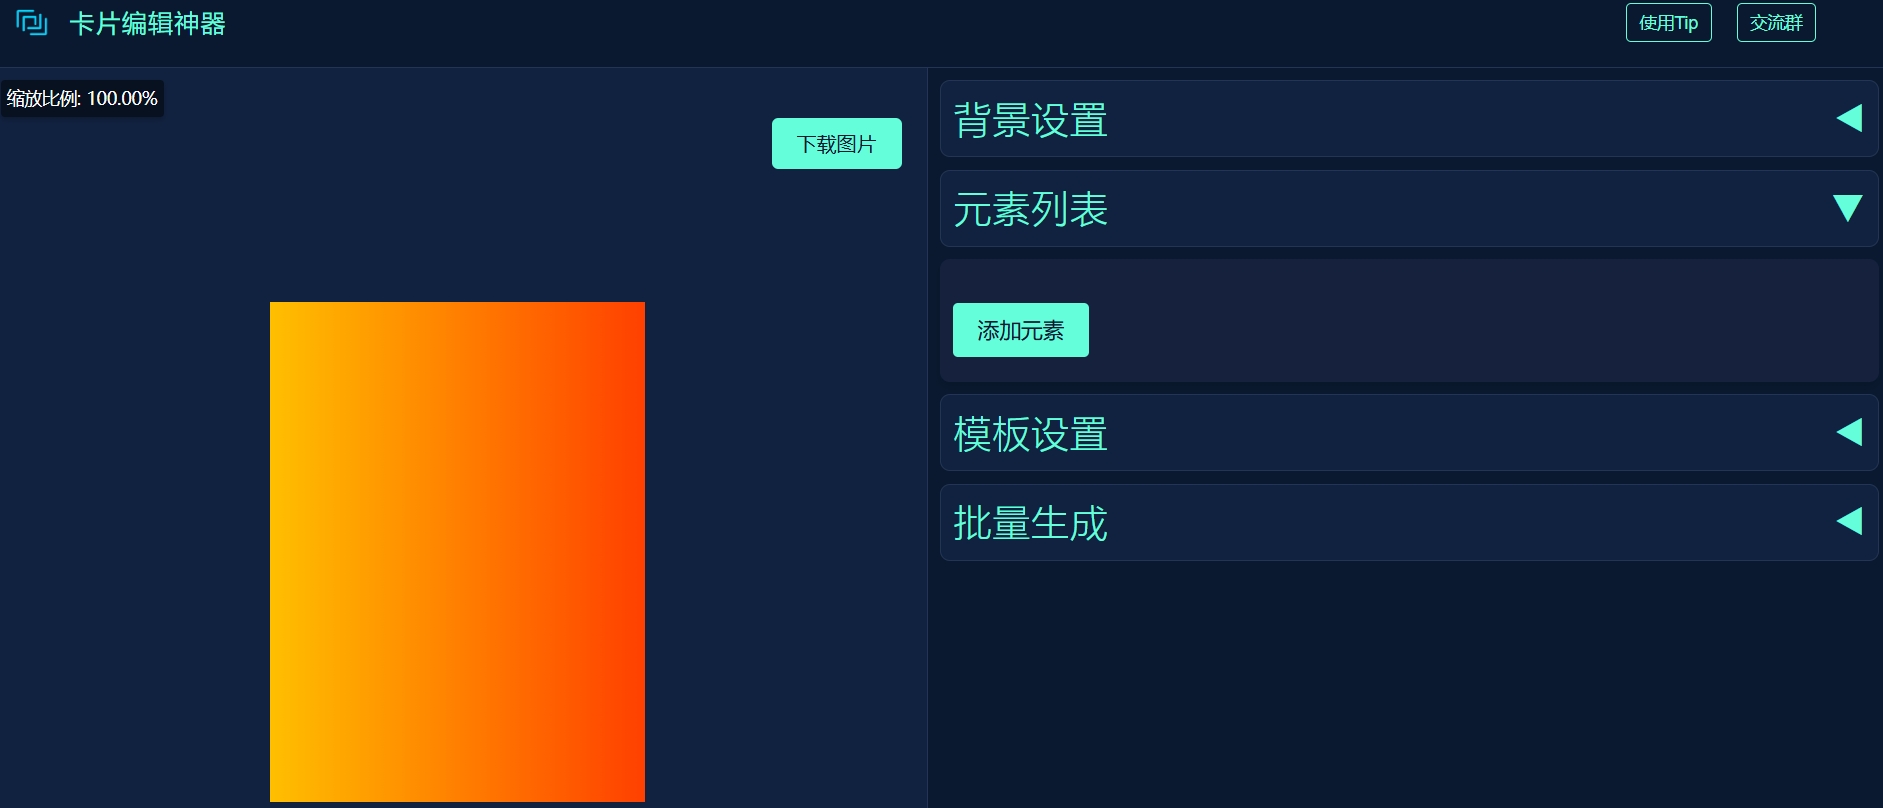 卡片编辑神器
使用Tip
交流群
缩放比例: 100.00%
下载图片
背景设置
元素列表
添加元素
模板设置
批量生成